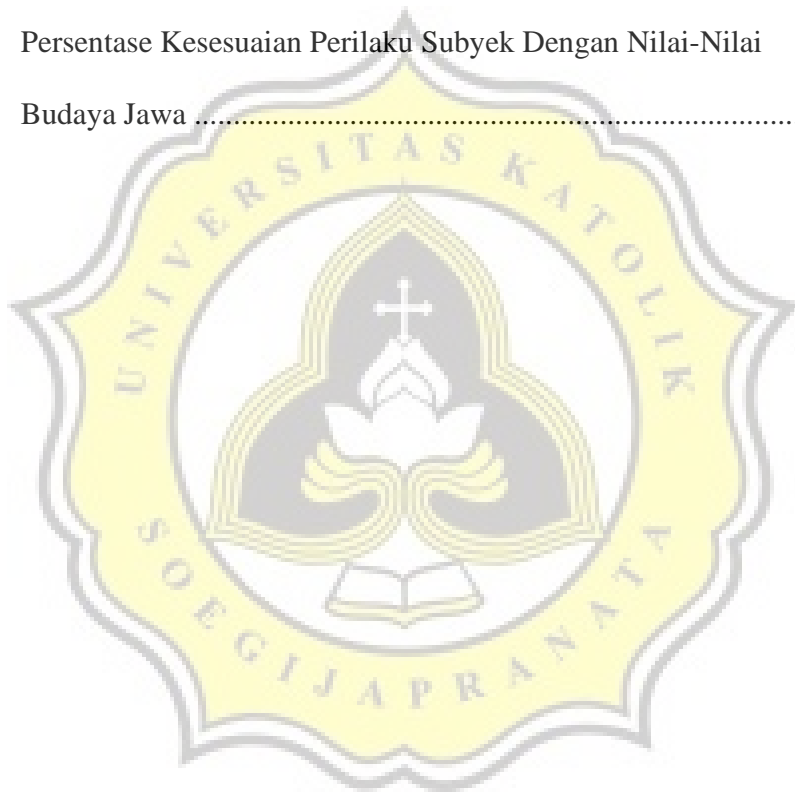 Persentase Kesesuaian Perilaku Subyek Dengan Nilai-Nilai
Budaya Jawa ...........................................................................
UNIVERSITAS KATOLIK
SOEGIJAPRANATA